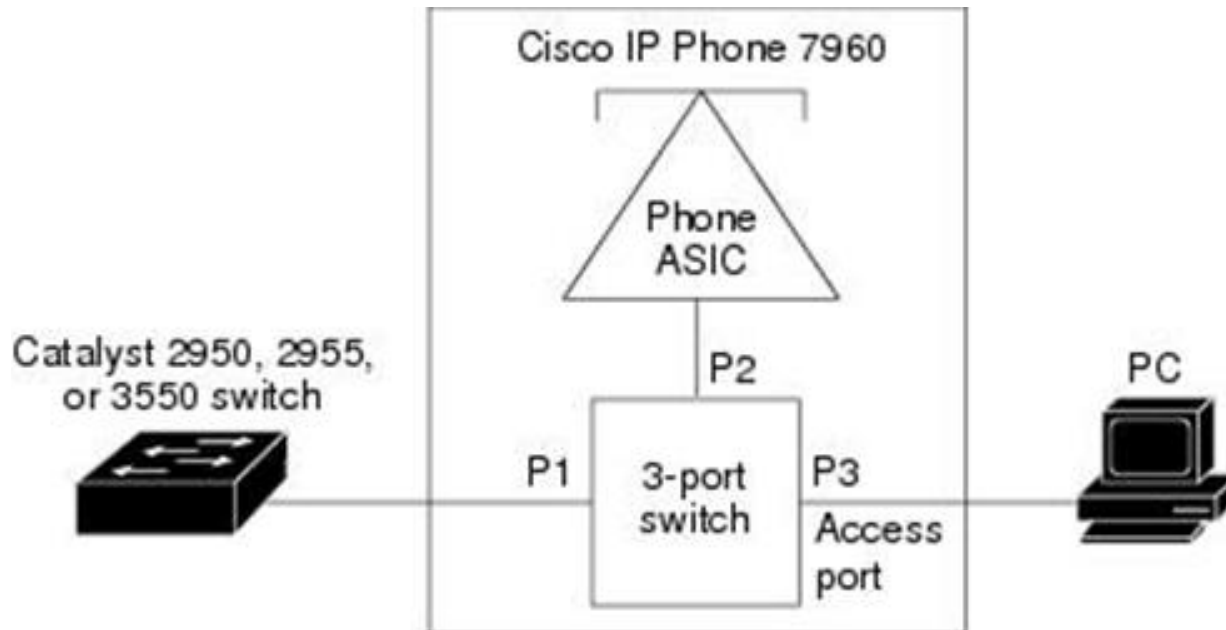 Cisco IP Phone 7960
Phone
ASIC
Catalyst 2950, 2955,
or 3550 switch
P2
PC
P1
3-port
switch
P3
Access
port